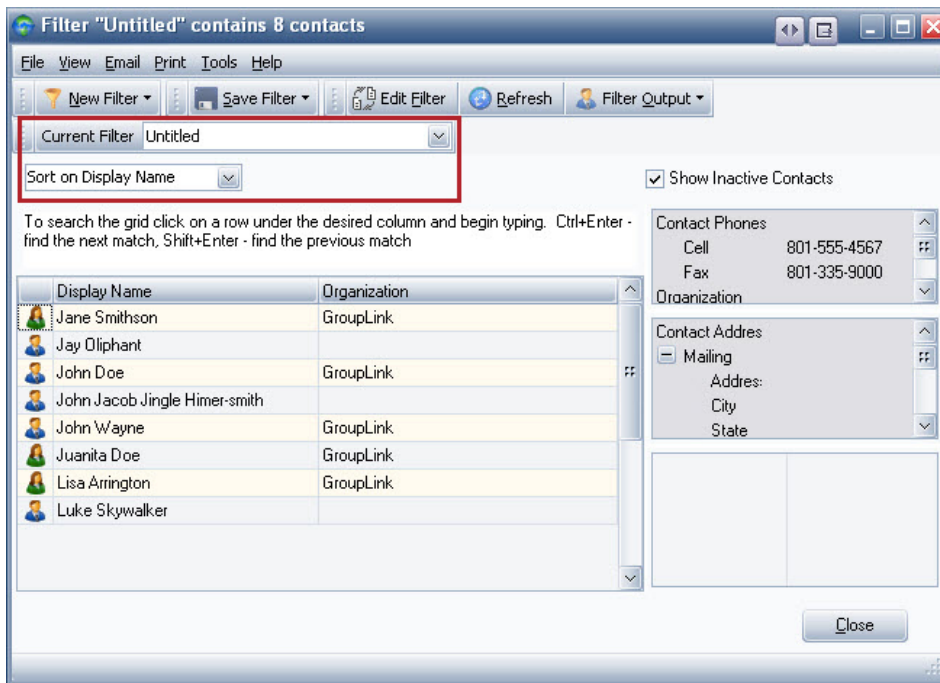 Filter "Untitled" contains 8 contacts
File View Email Print Tools Help
New Filter Save Filter Edit Filter Refresh Filter Output
Current Filter Untitled
Sort on Display Name
Show Inactive Contacts
To search the grid click on a row under the desired column and begin typing. Ctrl+Enter -
find the next match, Shift+Enter - find the previous match
Display Name Organization
Jane Smithson GroupLink
Jay Oliphant
John Doe GroupLink
John Jacob Jingle Himer-smith
John Wayne GroupLink
Juanita Doe GroupLink
Lisa Arrington GroupLink
Luke Skywalker
Contact Phones
Cell 801-555-4567
Fax 801-335-9000
Organization
Contact Addres
Mailing
Addres:
City
State
Close